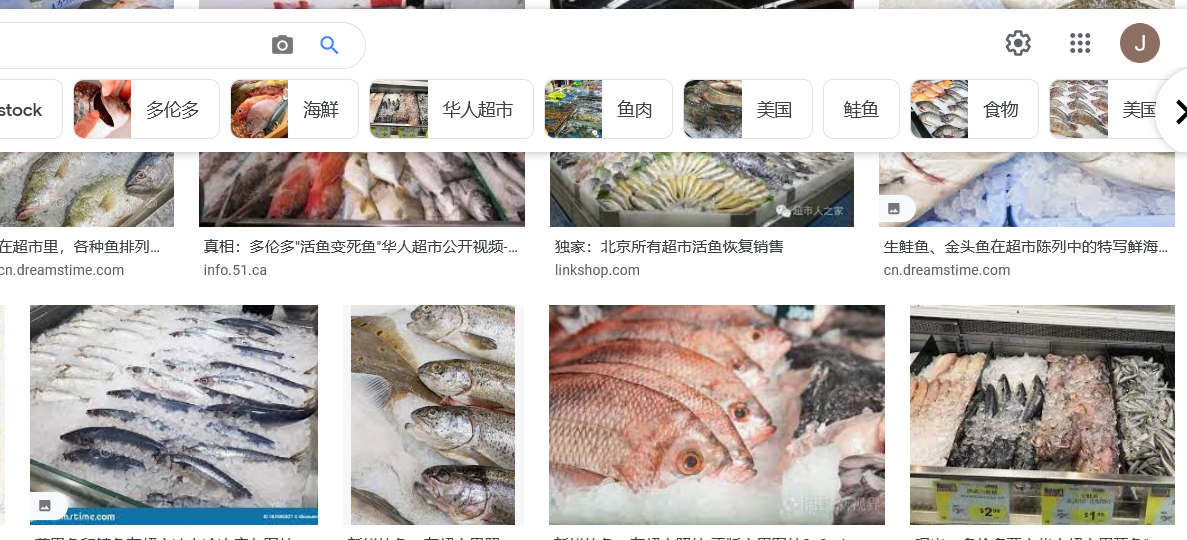 J
stock
多伦多
海鮮
华人超市
鱼肉
美国
鲑鱼
食物
美国
超市人之家
在超市里，各种鱼排列...
cn.dreamstime.com
真相：多伦多"活鱼变死鱼"华人超市公开视频-...
info.51.ca
独家：北京所有超市活鱼恢复销售
linkshop.com
生鲑鱼、金头鱼在超市陈列中的特写鲜海...
cn.dreamstime.com
amstime.com
$2.99
$1.99